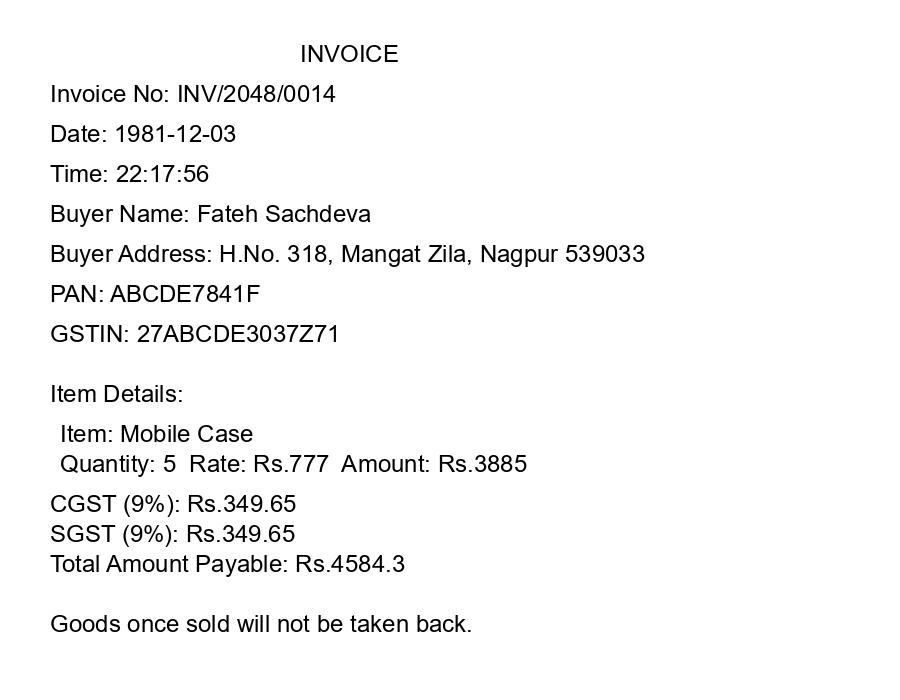 INVOICE
Invoice No: INV/2048/0014
Date: 1981-12-03
Time: 22:17:56
Buyer Name: Fateh Sachdeva
Buyer Address: H.No. 318, Mangat Zila, Nagpur 539033
PAN: ABCDE7841F
GSTIN: 27ABCDE3037Z71
Item Details:
Item: Mobile Case
Quantity: 5  Rate: Rs.777  Amount: Rs.3885
CGST (9%): Rs.349.65
SGST (9%): Rs.349.65
Total Amount Payable: Rs.4584.3
Goods once sold will not be taken back.